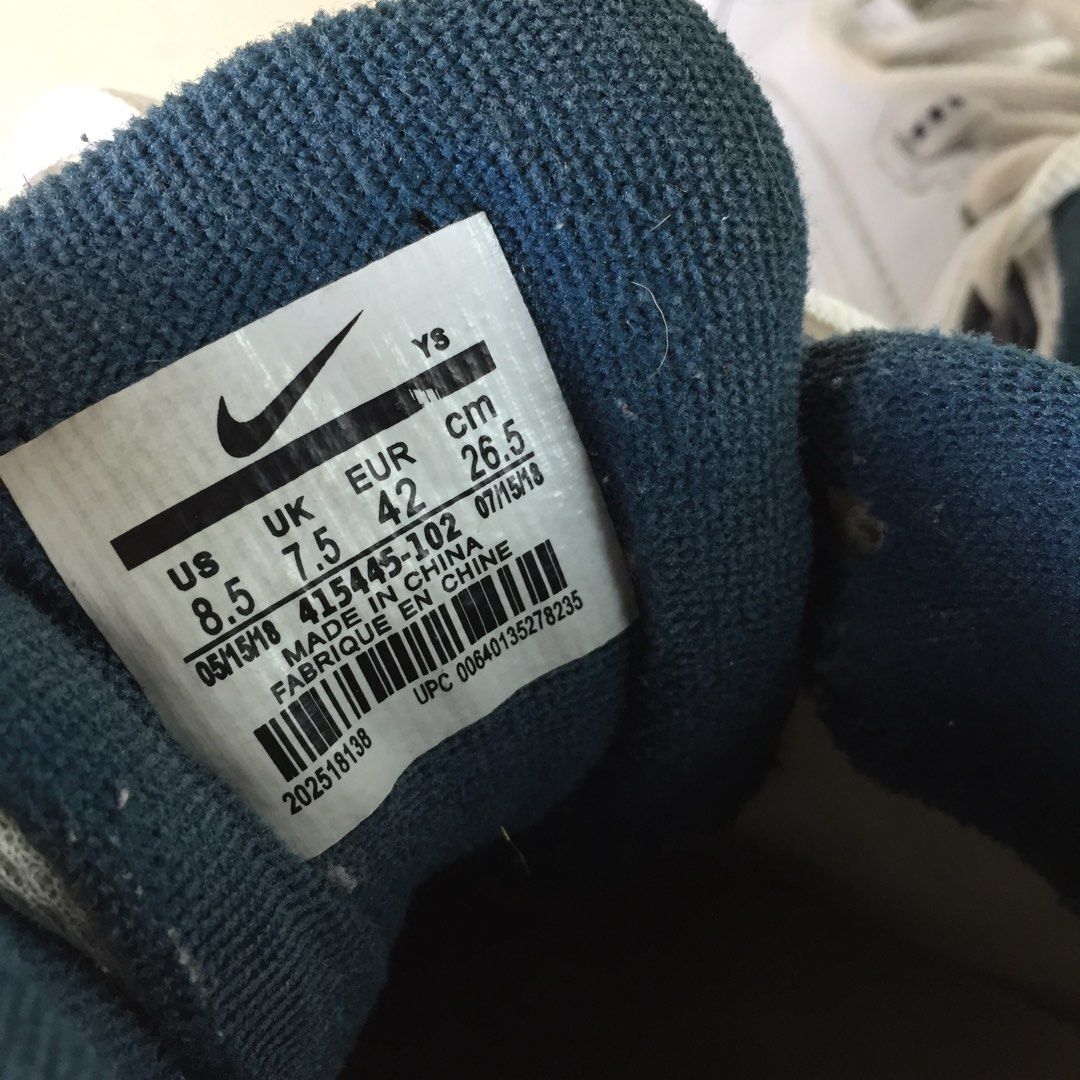 YS
US UK EUR cm
8.5 7.5 42 26.5
05/15/18 415445-102 07/15/18
MADE IN CHINA
FABRIQUE EN CHINE
UPC 00640135278235
202518138